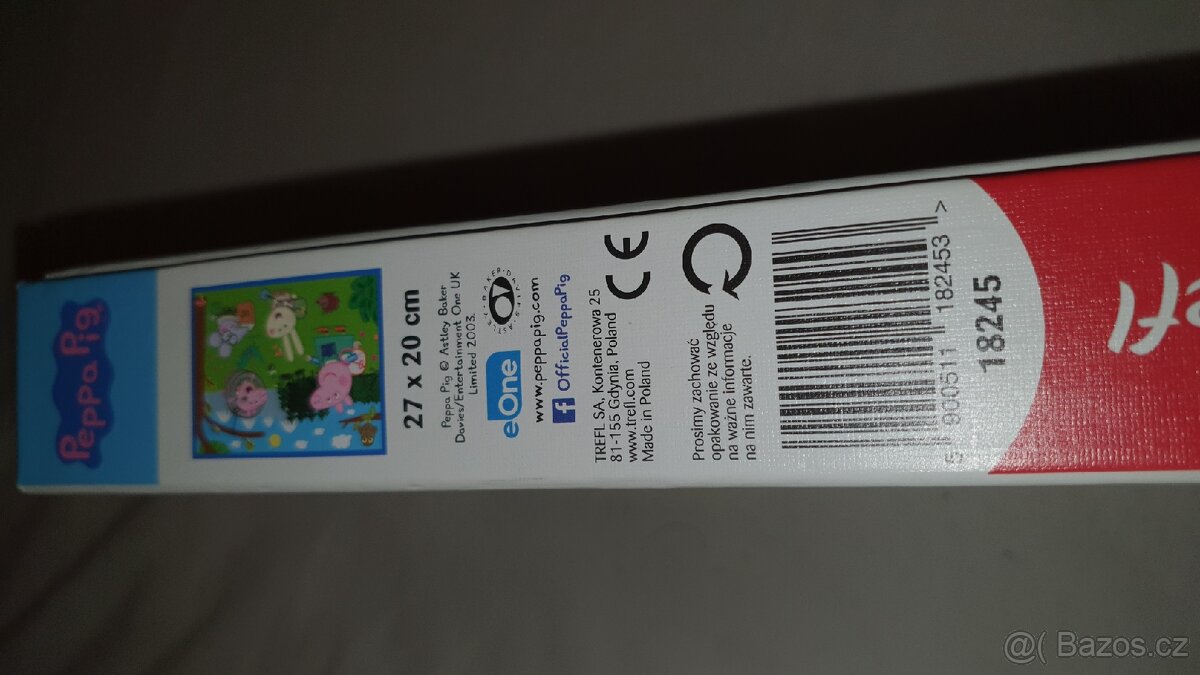 Peppa Pig
27 x 20 cm
Peppa Pig © Astley Baker
Davies/Entertainment One UK
Limited 2003.
eOne
www.peppapig.com
OfficialPeppaPig
TREFL SA, Kontenerowa 25
81-155 Gdynia, Poland
www.trefl.com
Made in Poland
CE
Prosimy zachować
opakowanie ze względu
na ważne informacje
na nim zawarte.
5 900511 182453 >
18245
efl
@( Bazos.cz